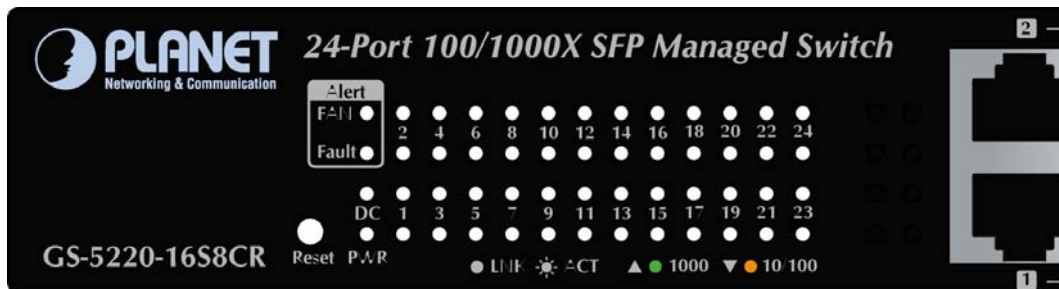 PLANET
Networking & Communication
24-Port 100/1000X SFP Managed Switch
2
Alert
FAN
2 4 6 8 10 12 14 16 18 20 22 24
Fault
DC 1 3 5 7 9 11 13 15 17 19 21 23
GS-5220-16S8CR
Reset PWR
LNK ACT ▲ 1000 ▼ 10/100
1